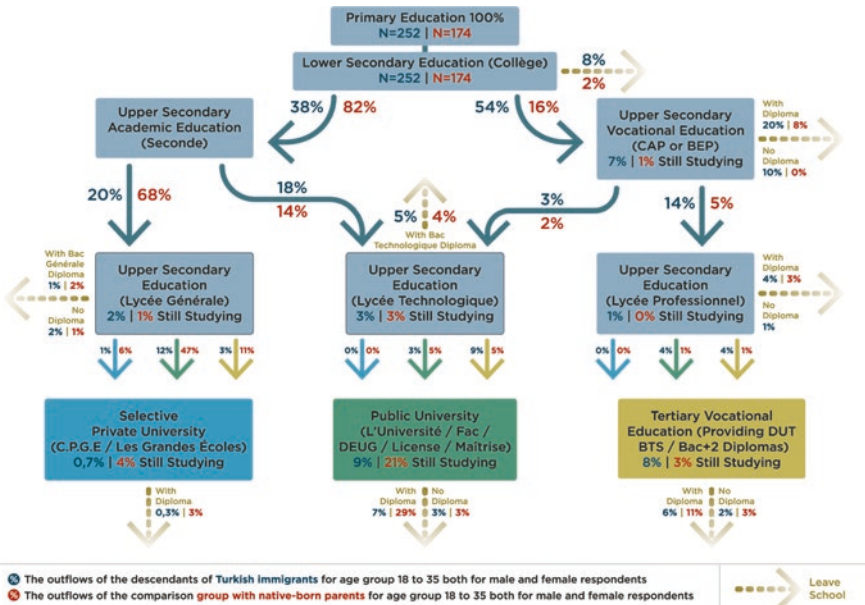 Primary Education 100%
N=252 | N=174
Lower Secondary Education (Collège)
N=252 | N=174
8%
2%
38%
82%
54%
16%
Upper Secondary
Academic Education
(Seconde)
Upper Secondary
Vocational Education
(CAP or BEP)
7% | 1% Still Studying
With
Diploma
20% | 8%
No
Diploma
10% | 0%
20%
68%
18%
14%
5%
4%
With Bac
Technologique Diploma
3%
2%
14%
5%
With Bac
Générale
Diploma
1% | 2%
No
Diploma
2% | 1%
Upper Secondary
Education
(Lycée Générale)
2% | 1% Still Studying
Upper Secondary
Education
(Lycée Technologique)
3% | 3% Still Studying
Upper Secondary
Education
(Lycée Professionnel)
1% | 0% Still Studying
With
Diploma
4% | 3%
No
Diploma
1%
1% 6%
12% 47%
3% 11%
0% 0%
3% 5%
9% 5%
0% 0%
4% 1%
4% 1%
Selective
Private University
(C.P.G.E / Les Grandes Écoles)
0,7% | 4% Still Studying
Public University
(L'Université / Fac /
DEUG / License / Maîtrise)
9% | 21% Still Studying
Tertiary Vocational
Education (Providing DUT
BTS / Bac+2 Diplomas)
8% | 3% Still Studying
With
Diploma
0,3% | 3%
With
Diploma
7% | 29%
No
Diploma
3% | 3%
With
Diploma
6% | 11%
No
Diploma
2% | 3%
% The outflows of the descendants of Turkish immigrants for age group 18 to 35 both for male and female respondents
% The outflows of the comparison group with native-born parents for age group 18 to 35 both for male and female respondents
Leave
School